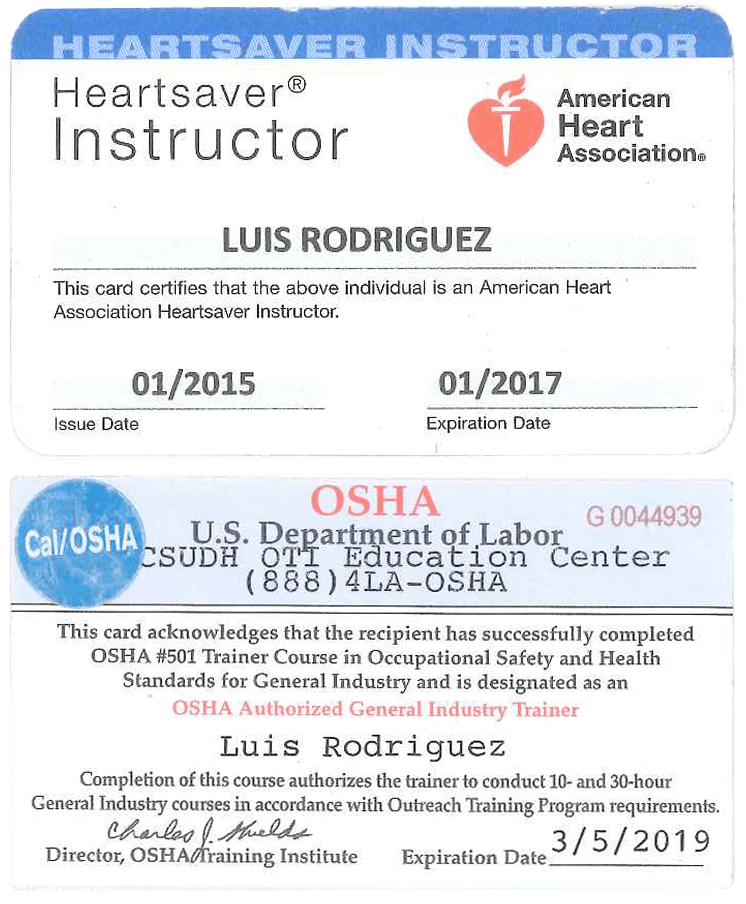 HEARTSAVER INSTRUCTOR
Heartsaver®
Instructor
American
Heart
Association®
LUIS RODRIGUEZ
This card certifies that the above individual is an American Heart
Association Heartsaver Instructor.
01/2015 01/2017
Issue Date Expiration Date
OSHA
G 0044939
Cal/OSHA
U.S. Department of Labor
CSUDH OTI Education Center
(888)4LA-OSHA
This card acknowledges that the recipient has successfully completed
OSHA #501 Trainer Course in Occupational Safety and Health
Standards for General Industry and is designated as an
OSHA Authorized General Industry Trainer
Luis Rodriguez
Completion of this course authorizes the trainer to conduct 10- and 30-hour
General Industry courses in accordance with Outreach Training Program requirements.
Charles J. Shields
Director, OSHA Training Institute
Expiration Date 3/5/2019